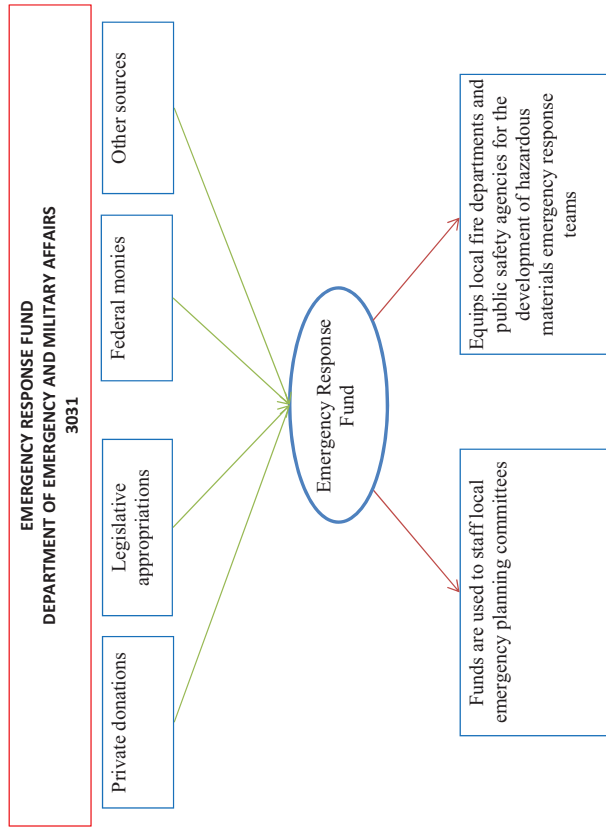 EMERGENCY RESPONSE FUND
DEPARTMENT OF EMERGENCY AND MILITARY AFFAIRS
3031
Private donations
Legislative
appropriations
Federal monies
Other sources
Emergency Response
Fund
Funds are used to staff local
emergency planning committees
Equips local fire departments and
public safety agencies for the
development of hazardous
materials emergency response
teams